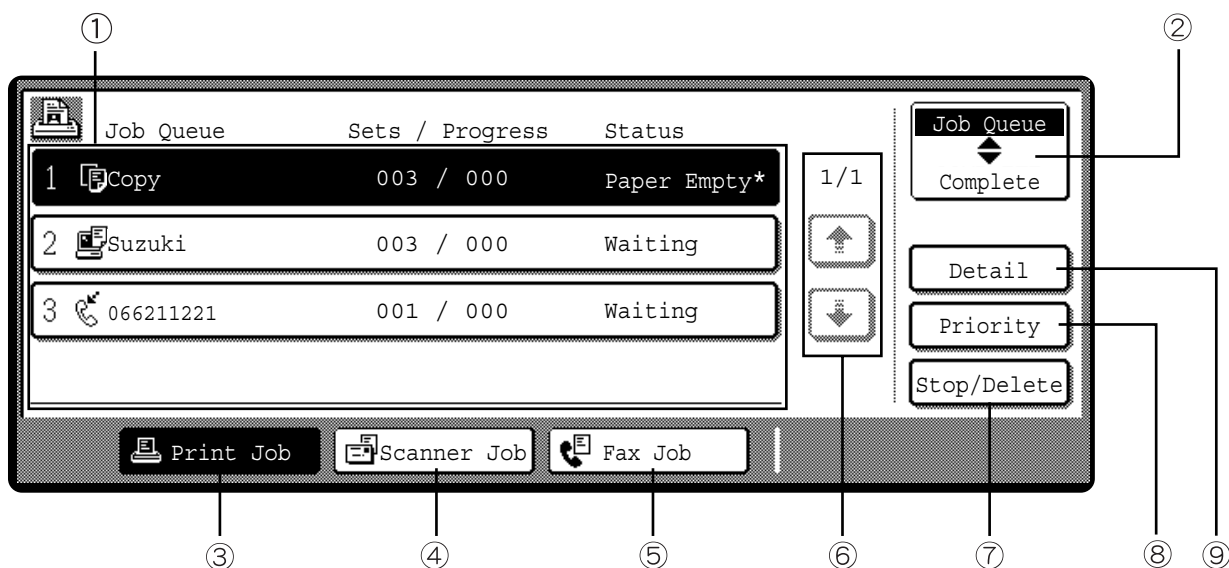 ① ②
Job Queue Sets / Progress Status
1 Copy 003 / 000 Paper Empty*
2 Suzuki 003 / 000 Waiting
3 066211221 001 / 000 Waiting
1/1
Job Queue
Complete
Detail
Priority
Stop/Delete
Print Job Scanner Job Fax Job
③ ④ ⑤ ⑥ ⑦ ⑧ ⑨